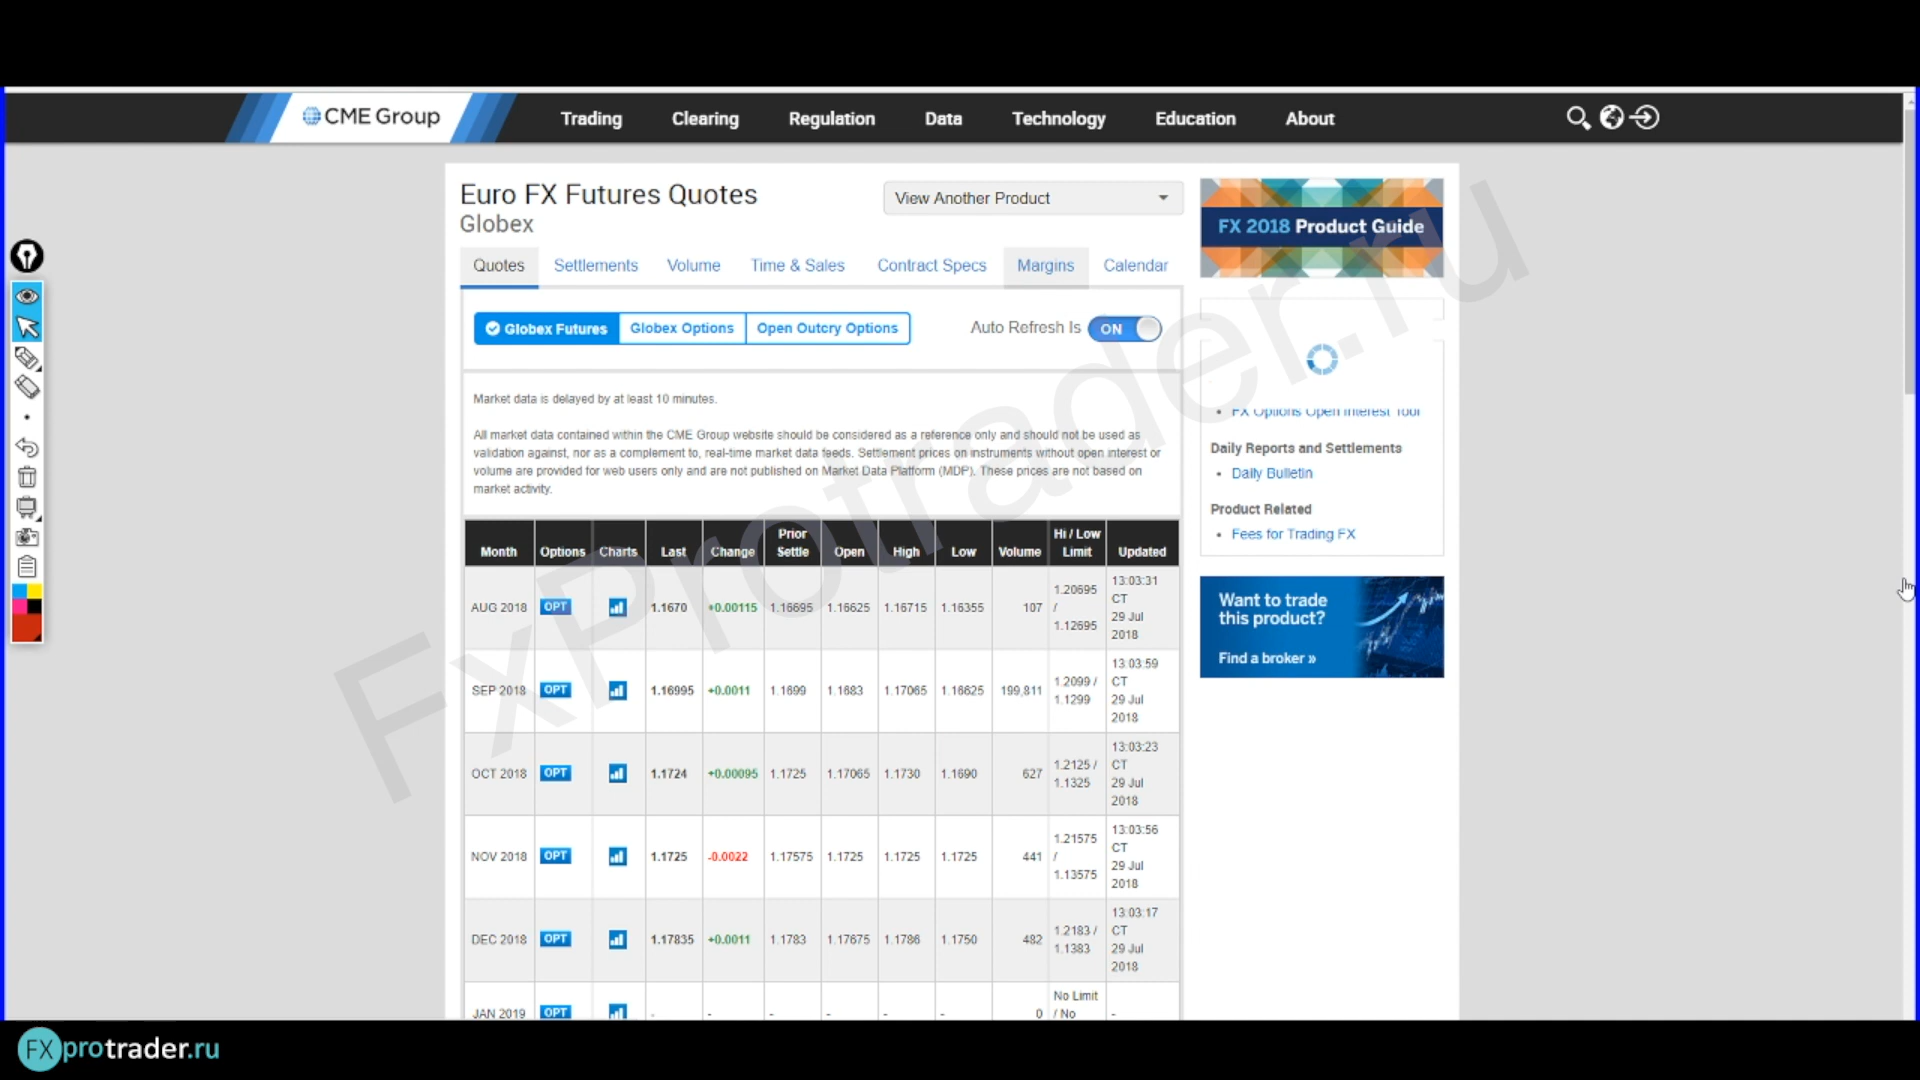 CME Group
Trading Clearing Regulation Data Technology Education About
Euro FX Futures Quotes
Globex
View Another Product
FX 2018 Product Guide
Quotes Settlements Volume Time & Sales Contract Specs Margins Calendar
Globex Futures Globex Options Open Outcry Options
Auto Refresh Is ON
Market data is delayed by at least 10 minutes.
All market data contained within the CME Group website should be considered as a reference only and should not be used as
validation against, nor as a complement to, real-time market data feeds. Settlement prices on instruments without open interest or
volume are provided for web users only and are not published on Market Data Platform (MDP). These prices are not based on
market activity.
FX Options Open Interest Tool
Daily Reports and Settlements
Daily Bulletin
Product Related
Fees for Trading FX
Want to trade
this product?
Find a broker »
Month Options Charts Last Change Prior Settle Open High Low Volume Hi / Low Limit Updated
AUG 2018 OPT 1.1670 +0.00115 1.16695 1.16625 1.16715 1.16355 107 1.20695 / 1.12695 13:03:31 CT 29 Jul 2018
SEP 2018 OPT 1.16995 +0.0011 1.1699 1.1683 1.17065 1.16625 199,811 1.2099 / 1.1299 13:03:59 CT 29 Jul 2018
OCT 2018 OPT 1.1724 +0.00095 1.1725 1.17065 1.1730 1.1690 627 1.2125 / 1.1325 13:03:23 CT 29 Jul 2018
NOV 2018 OPT 1.1725 -0.0022 1.17575 1.1725 1.1725 1.1725 441 1.21575 / 1.13575 13:03:56 CT 29 Jul 2018
DEC 2018 OPT 1.17835 +0.0011 1.1783 1.17675 1.1786 1.1750 482 1.2183 / 1.1383 13:03:17 CT 29 Jul 2018
JAN 2019 OPT - - - - - - 0 No Limit / No -
FxProtrader.ru
FXprotrader.ru